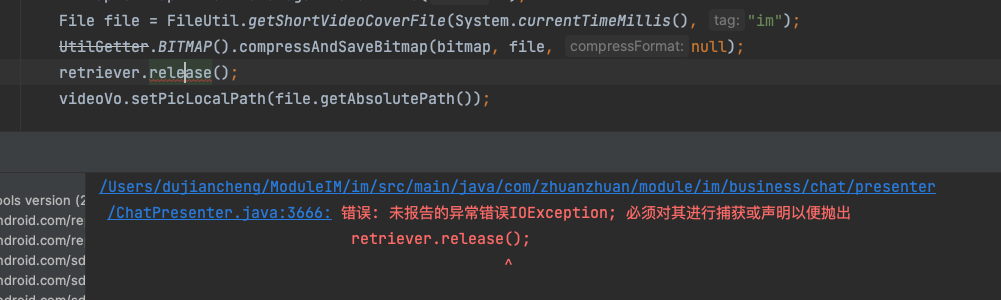 File file = FileUtil.getShortVideoCoverFile(System.currentTimeMillis(), tag: "im");
UtilGetter.BITMAP().compressAndSaveBitmap(bitmap, file, compressFormat: null);
retriever.release();
videoVo.setPicLocalPath(file.getAbsolutePath());
/Users/dujiancheng/ModuleIM/im/src/main/java/com/zhuanzhuan/module/im/business/chat/presenter
ools version (2
/ChatPresenter.java:3666: 错误: 未报告的异常错误IOException; 必须对其进行捕获或声明以便抛出
ndroid.com/re
ndroid.com/re
retriever.release();
ndroid.com/sd
^
ndroid.com/sd
ndroid.com/sd